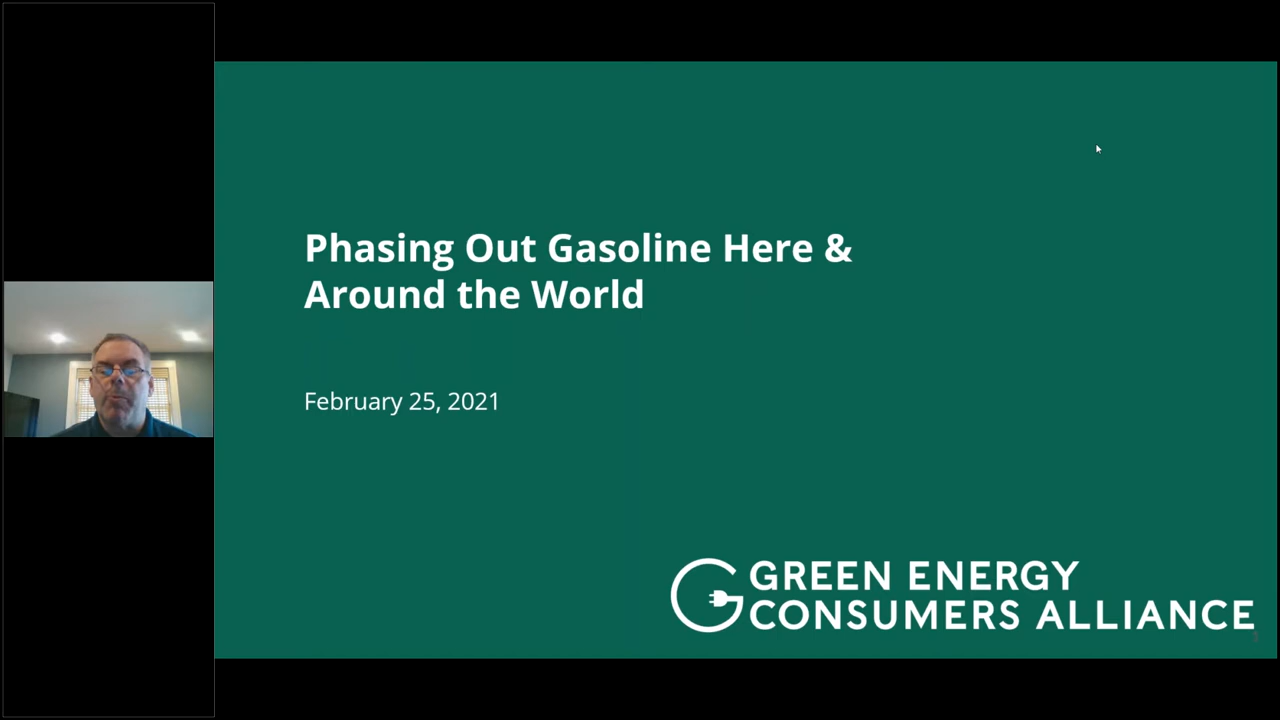 Phasing Out Gasoline Here &
Around the World
February 25, 2021
GREEN ENERGY
CONSUMERS ALLIANCE